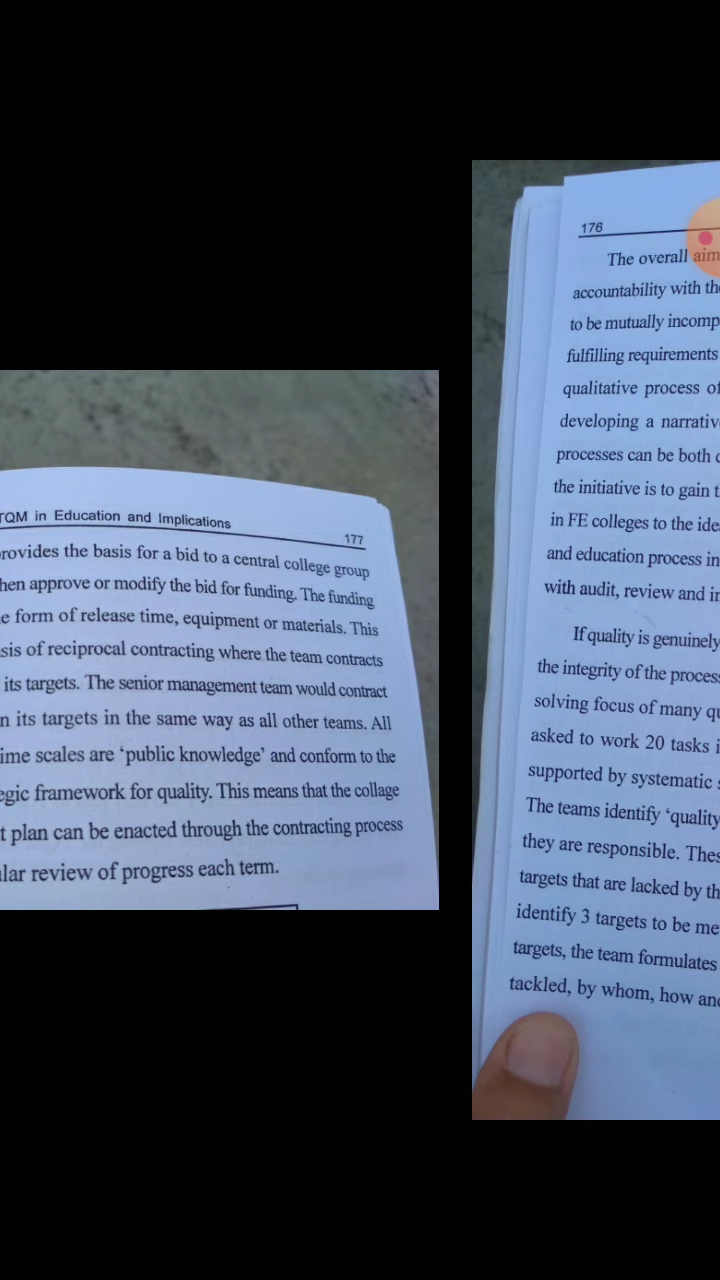 TQM in Education and Implications
177
provides the basis for a bid to a central college group
hen approve or modify the bid for funding. The funding
e form of release time, equipment or materials. This
sis of reciprocal contracting where the team contracts
its targets. The senior management team would contract
n its targets in the same way as all other teams. All
ime scales are ‘public knowledge’ and conform to the
egic framework for quality. This means that the collage
t plan can be enacted through the contracting process
ular review of progress each term.
176
The overall aim
accountability with the
to be mutually incomp
fulfilling requirements
qualitative process of
developing a narrativ
processes can be both
the initiative is to gain t
in FE colleges to the ide
and education process in
with audit, review and in
If quality is genuinely
the integrity of the process
solving focus of many qu
asked to work 20 tasks i
supported by systematic s
The teams identify ‘quality
they are responsible. Thes
targets that are lacked by th
identify 3 targets to be me
targets, the team formulates
tackled, by whom, how and